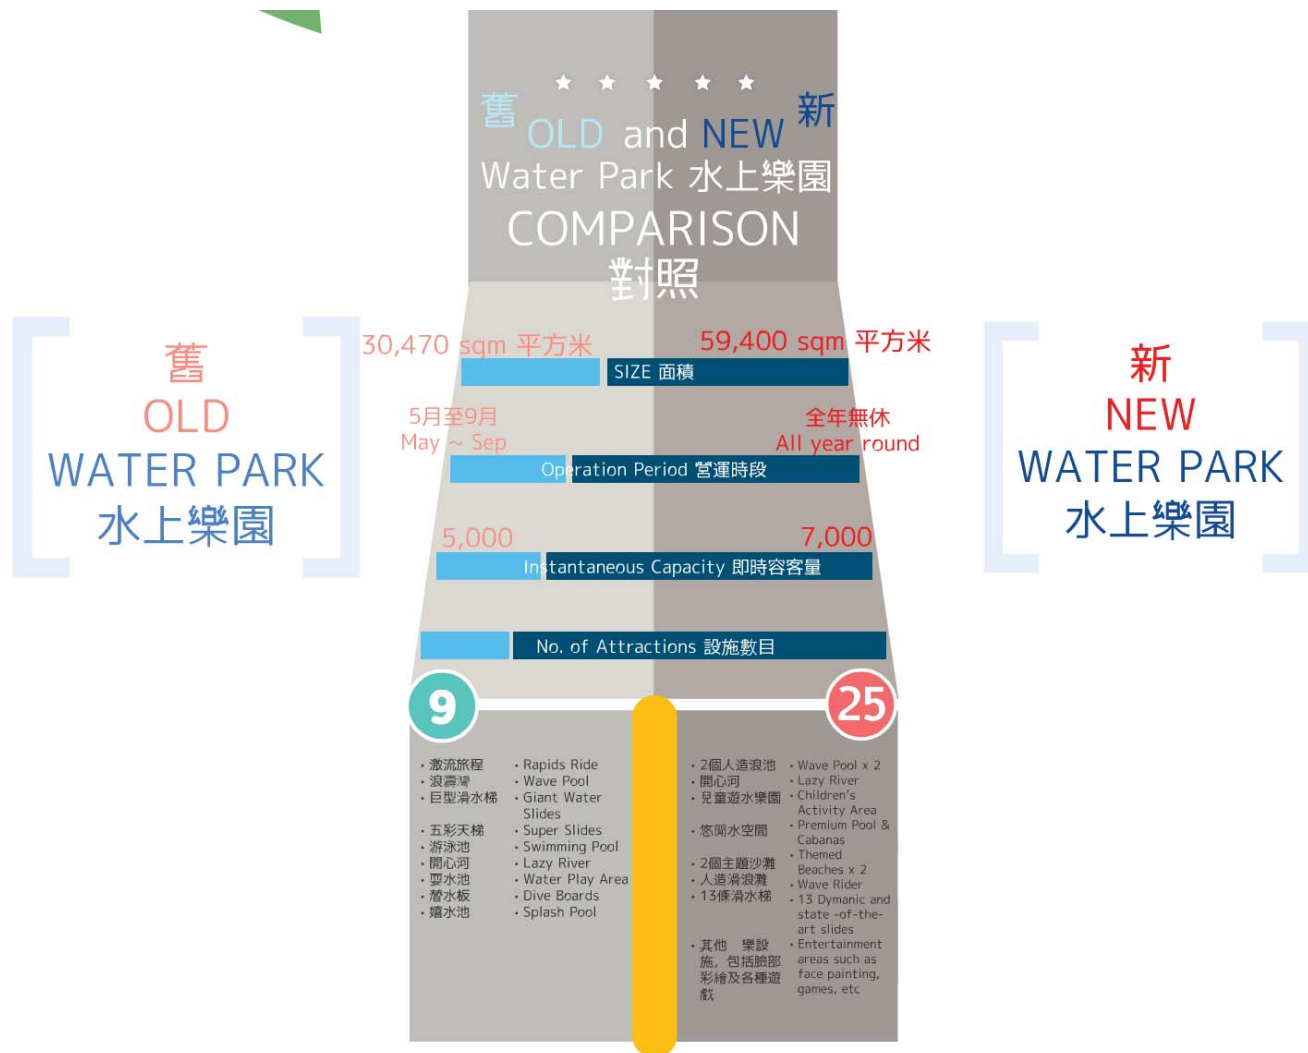 舊 OLD and NEW 新
Water Park 水上樂園
COMPARISON
對照
舊
OLD
WATER PARK
水上樂園
30,470 sqm 平方米
59,400 sqm 平方米
SIZE 面積
5月至9月
May ~ Sep
全年無休
All year round
Operation Period 營運時段
5,000
7,000
Instantaneous Capacity 即時容客量
No. of Attractions 設施數目
9
25
新
NEW
WATER PARK
水上樂園
· 激流旅程
· 浪濤灣
· 巨型滑水梯
· 五彩天梯
· 游泳池
· 開心河
· 耍水池
· 躉水板
· 嬉水池
· Rapids Ride
· Wave Pool
· Giant Water
Slides
· Super Slides
· Swimming Pool
· Lazy River
· Water Play Area
· Dive Boards
· Splash Pool
· 2個人造浪池
· 開心河
· 兒童遊水樂園
· 悠閒水空間
· 2個主題沙灘
· 人造滑浪灘
· 13條滑水梯
· 其他 樂設
施，包括臉部
彩繪及各種遊
戲
· Wave Pool x 2
· Lazy River
· Children's
Activity Area
· Premium Pool &
Cabanas
· Themed
Beaches x 2
· Wave Rider
· 13 Dymanic and
state -of-the-
art slides
· Entertainment
areas such as
face painting,
games, etc